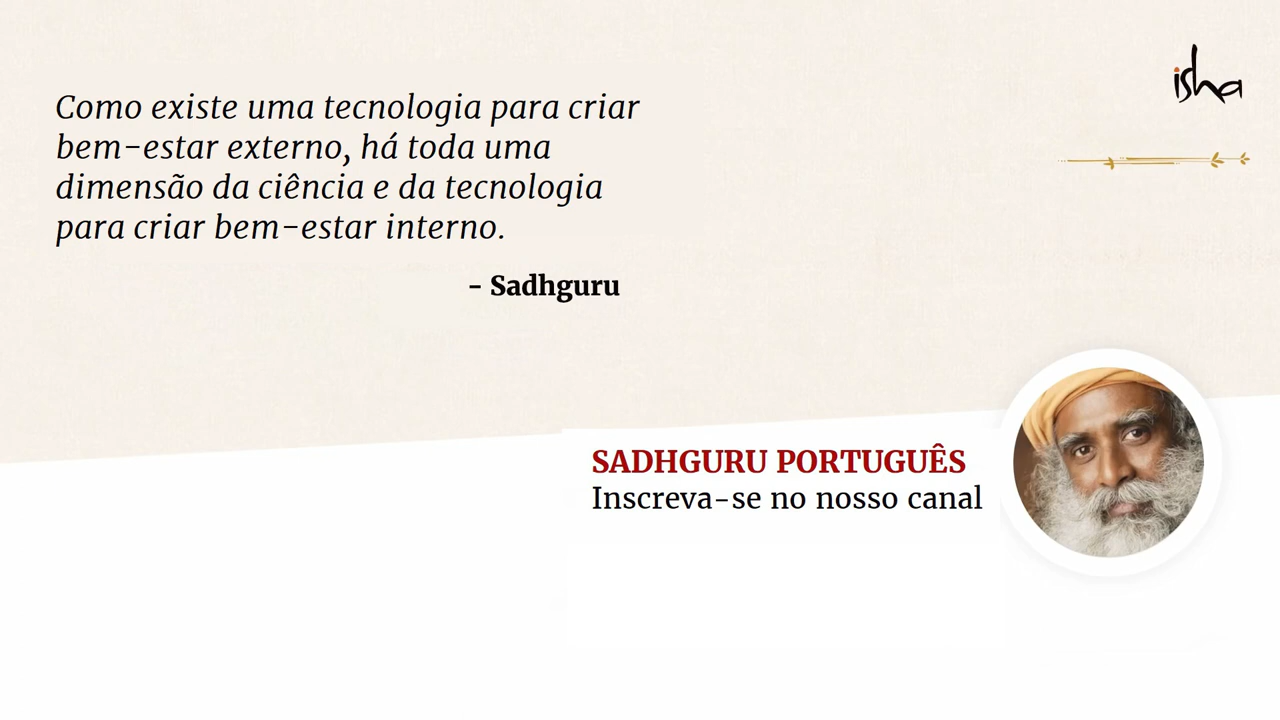 Como existe uma tecnologia para criar
bem-estar externo, há toda uma
dimensão da ciência e da tecnologia
para criar bem-estar interno.
- Sadhguru
isha
SADHGURU PORTUGUÊS
Inscreva-se no nosso canal